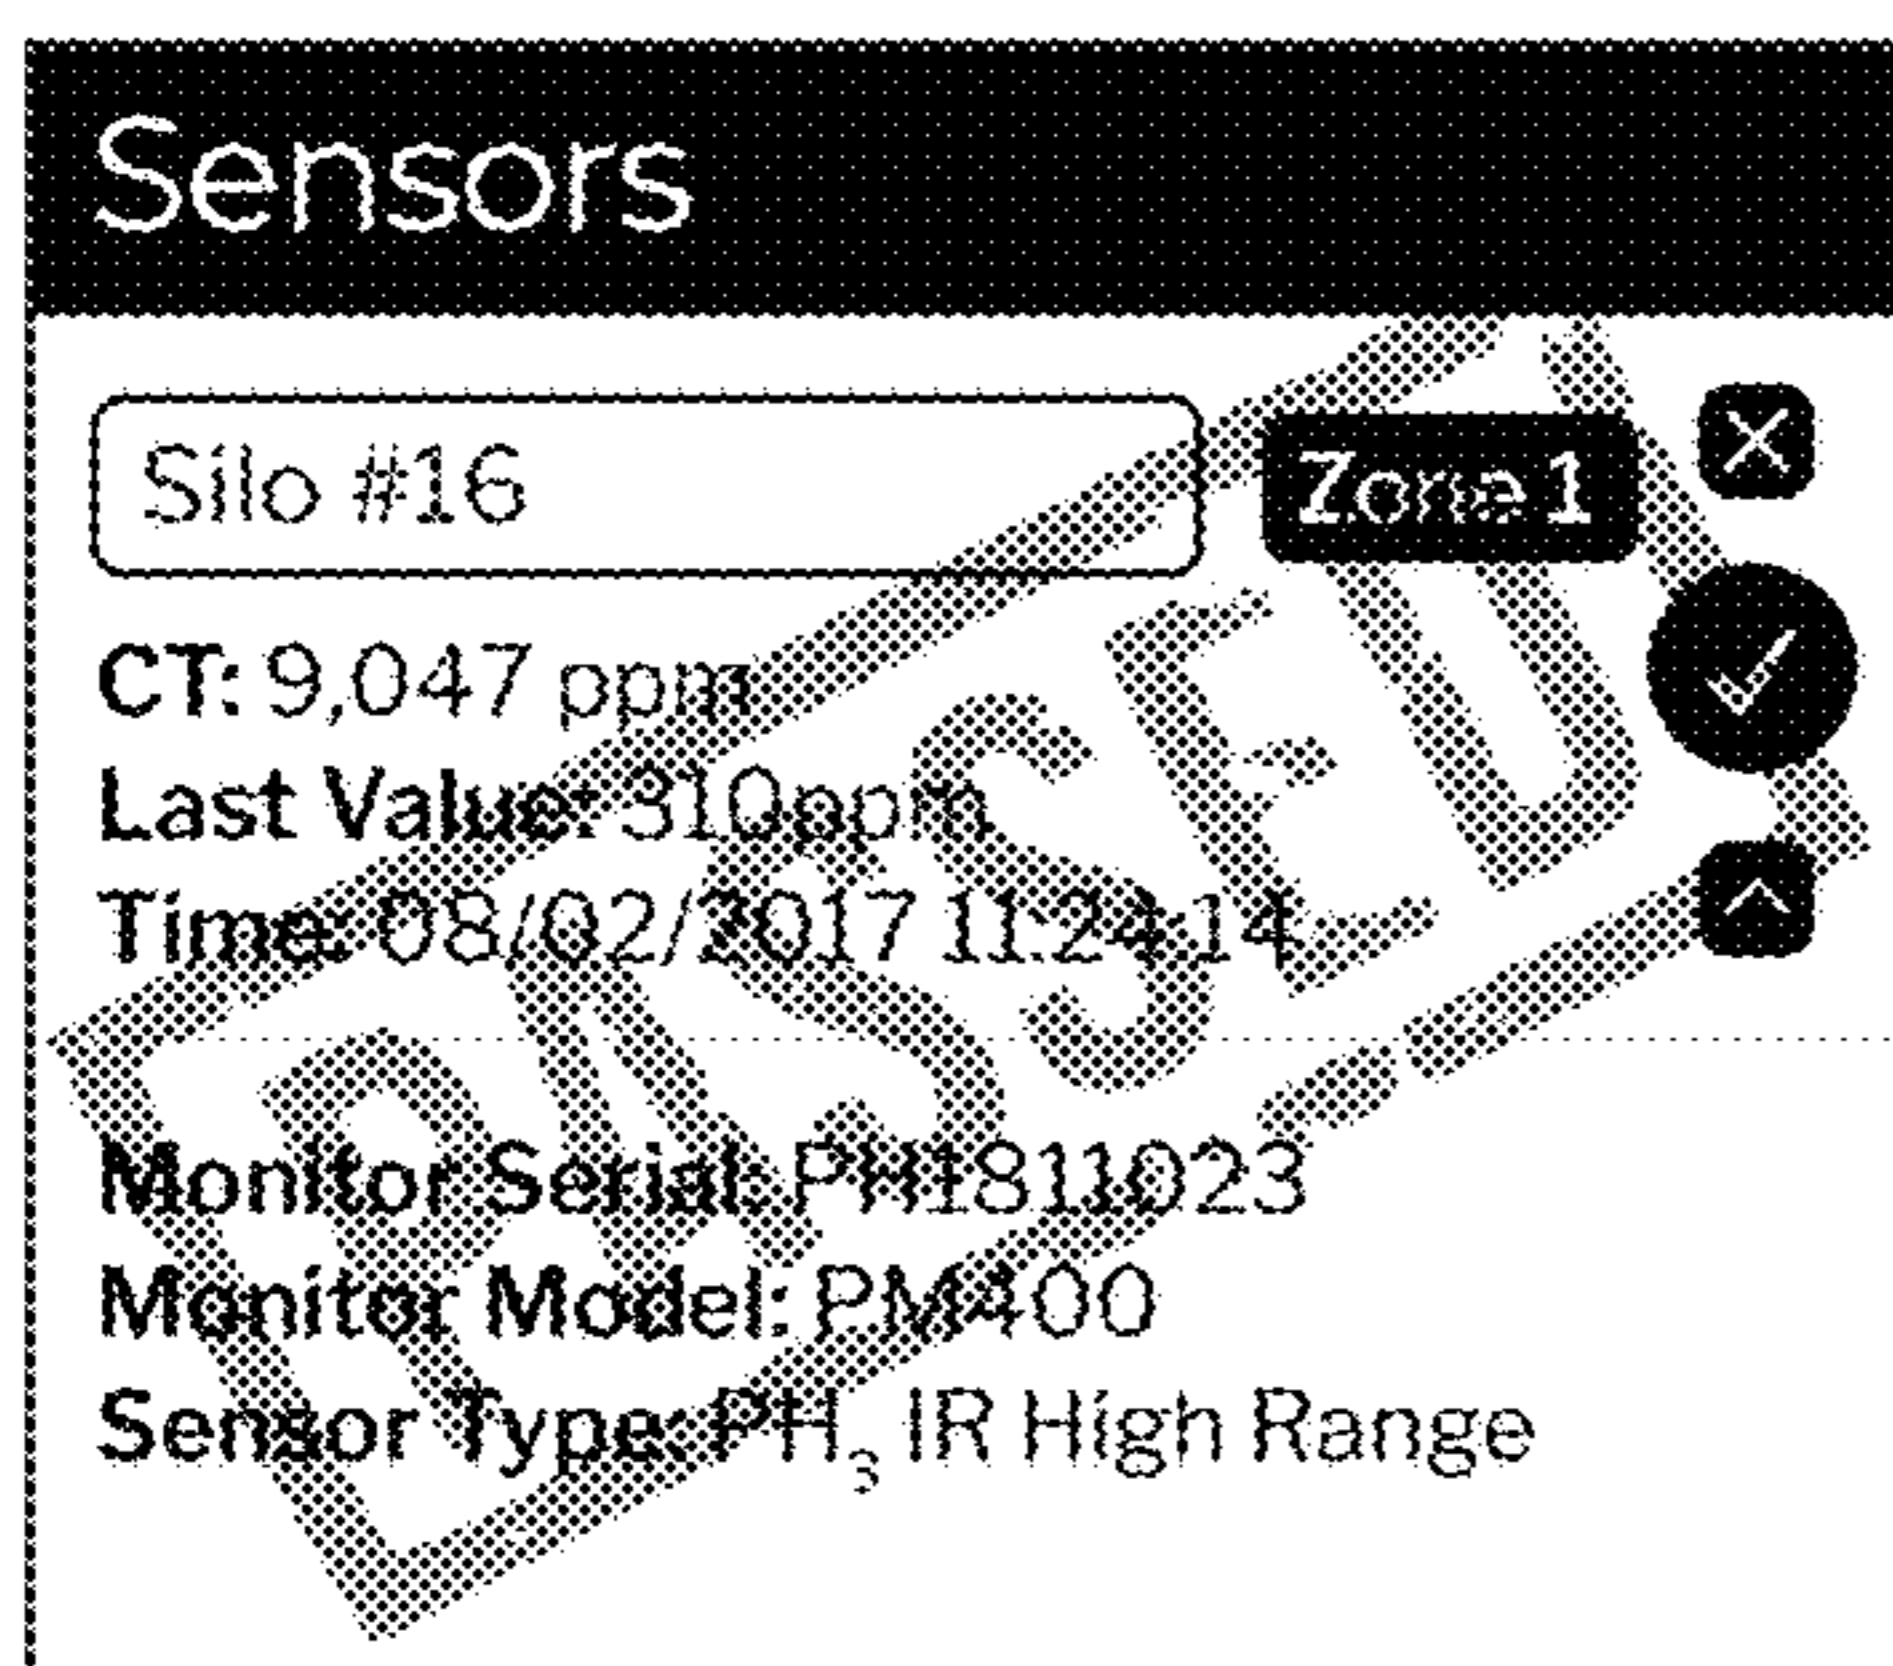 Sensors
Silo #16 Zone 1
CT: 9,047 ppm
Last Value: 310ppm
Time: 08/02/2017 11:24:14
PASSED
Monitor Serial: PH1811023
Monitor Model: PM400
Sensor Type: PH₃ IR High Range